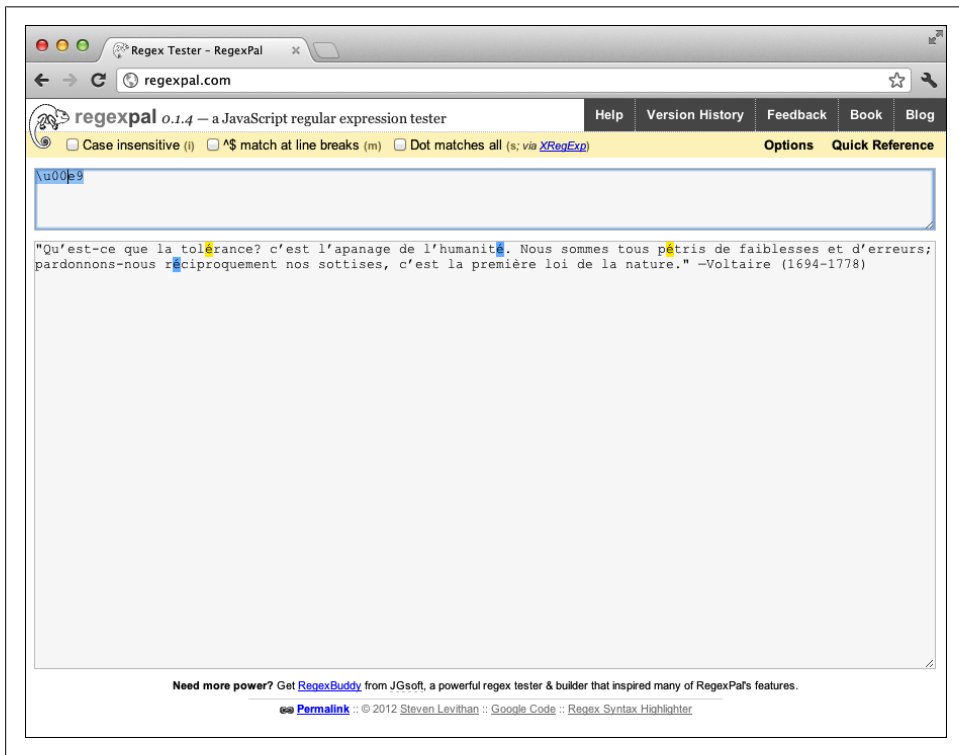 Regex Tester – RegexPal
regexpal.com
regexpal 0.1.4 — a JavaScript regular expression tester
Help Version History Feedback Book Blog
Case insensitive (i) ^$ match at line breaks (m) Dot matches all (s; via XRegExp) Options Quick Reference
\u00e9
"Qu’est-ce que la tolérance? c’est l’apanage de l’humanité. Nous sommes tous pétris de faiblesses et d’erreurs;
pardonnons-nous réciproquement nos sottises, c’est la première loi de la nature." —Voltaire (1694–1778)
Need more power? Get RegexBuddy from JGsoft, a powerful regex tester & builder that inspired many of RegexPal's features.
Permalink :: © 2012 Steven Levithan :: Google Code :: Regex Syntax Highlighter